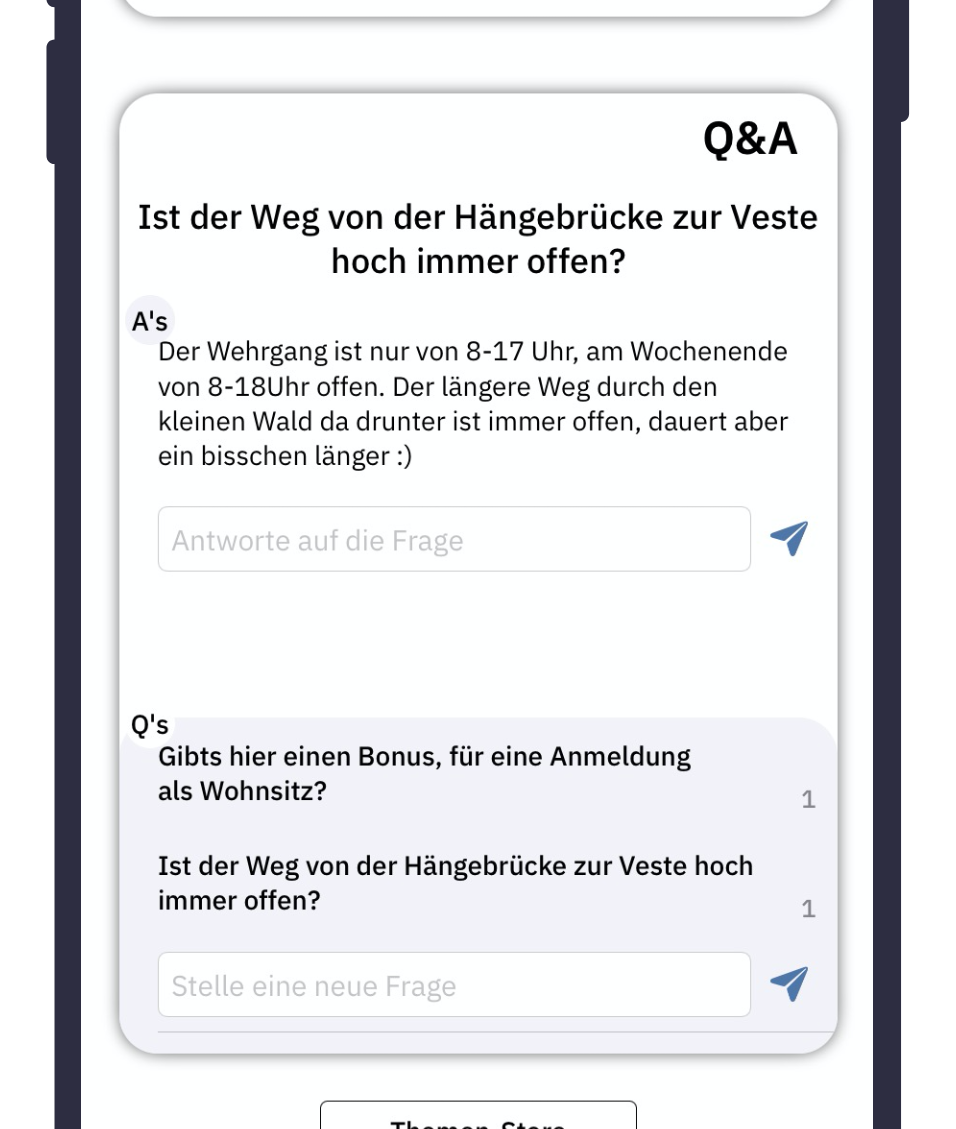 Q&A
Ist der Weg von der Hängebrücke zur Veste
hoch immer offen?
A's
Der Wehrgang ist nur von 8-17 Uhr, am Wochenende
von 8-18Uhr offen. Der längere Weg durch den
kleinen Wald da drunter ist immer offen, dauert aber
ein bisschen länger :)
Antworte auf die Frage
Q's
Gibts hier einen Bonus, für eine Anmeldung
als Wohnsitz?
1
Ist der Weg von der Hängebrücke zur Veste hoch
immer offen?
1
Stelle eine neue Frage
Themen-Store